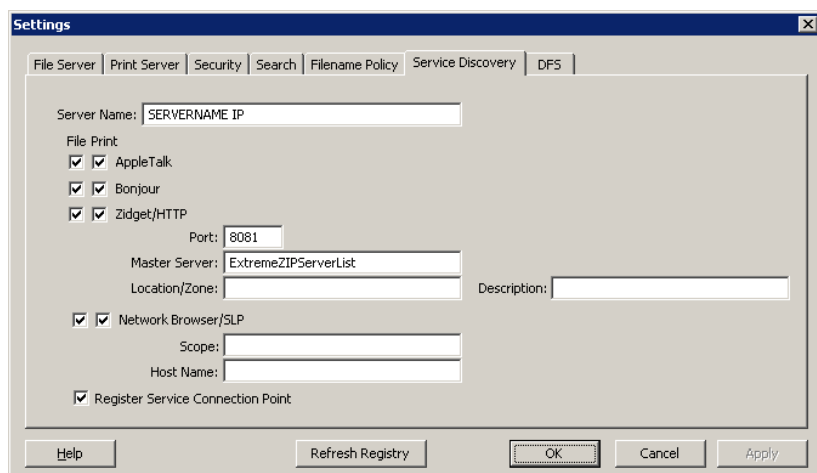 Settings
File Server Print Server Security Search Filename Policy Service Discovery DFS
Server Name: SERVERNAME IP
File Print
AppleTalk
Bonjour
Zidget/HTTP
Port: 8081
Master Server: ExtremeZIPServerList
Location/Zone: Description:
Network Browser/SLP
Scope:
Host Name:
Register Service Connection Point
Help Refresh Registry OK Cancel Apply